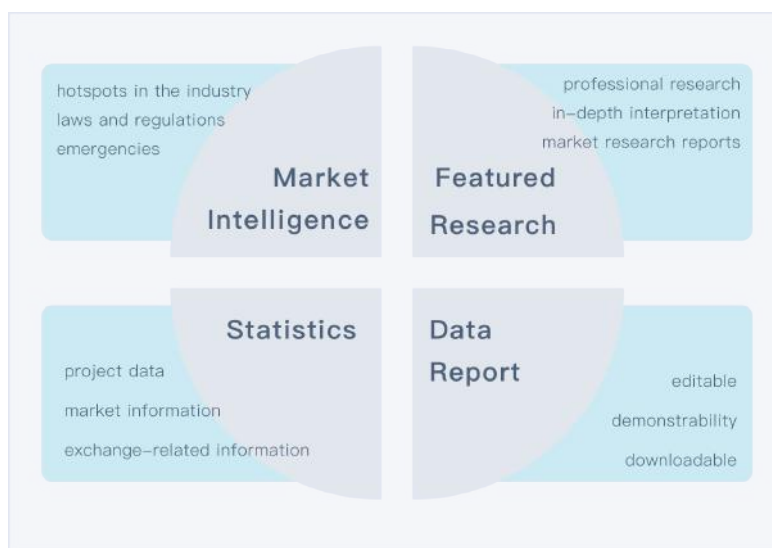 hotspots in the industry
laws and regulations
emergencies
Market
Intelligence
professional research
in-depth interpretation
market research reports
Featured
Research
Statistics
project data
market information
exchange-related information
Data
Report
editable
demonstrability
downloadable